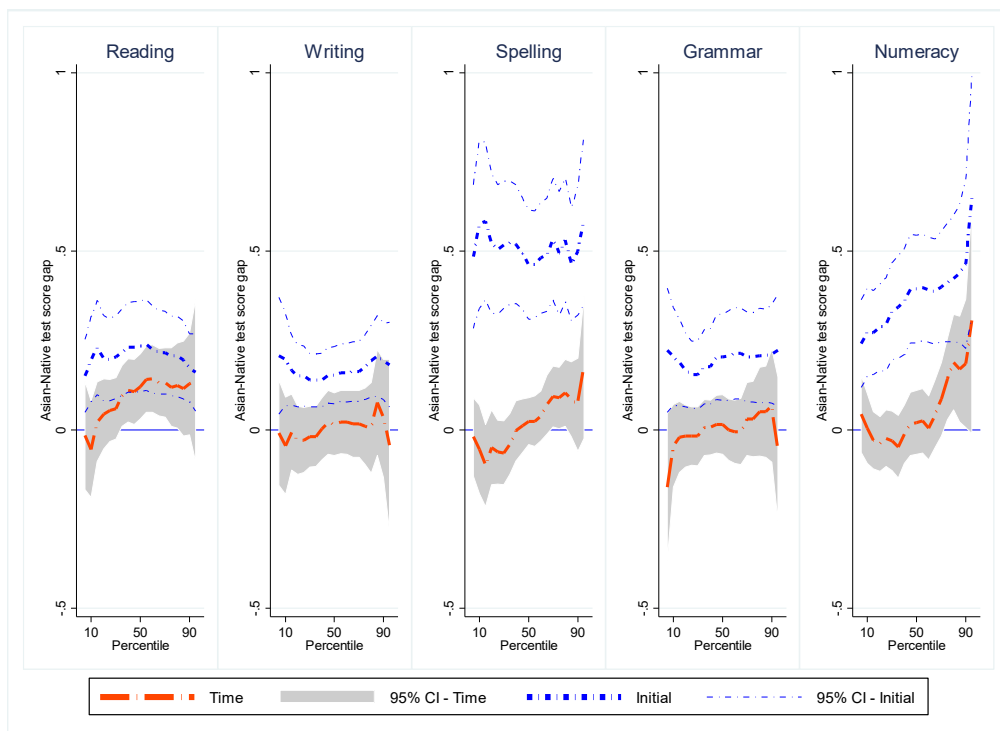 Reading Writing Spelling Grammar Numeracy
Asian-Native test score gap
1
.5
0
-.5
10 50 90
Percentile
Asian-Native test score gap
1
.5
0
-.5
10 50 90
Percentile
Asian-Native test score gap
1
.5
0
-.5
10 50 90
Percentile
Asian-Native test score gap
1
.5
0
-.5
10 50 90
Percentile
Asian-Native test score gap
1
.5
0
-.5
10 50 90
Percentile
Time 95% CI - Time Initial 95% CI - Initial